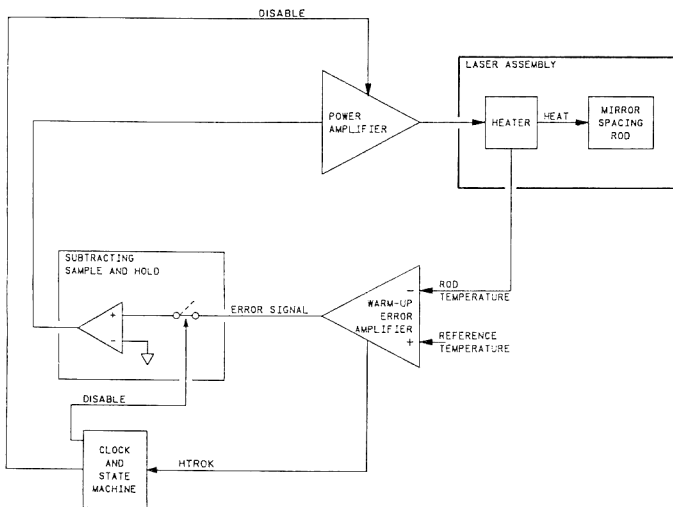 DISABLE
LASER ASSEMBLY
POWER
AMPLIFIER
HEATER
HEAT
MIRROR
SPACING
ROD
SUBTRACTING
SAMPLE AND HOLD
+
-
ERROR SIGNAL
WARM-UP
ERROR
AMPLIFIER
-
+
ROD
TEMPERATURE
REFERENCE
TEMPERATURE
DISABLE
CLOCK
AND
STATE
MACHINE
HTROK